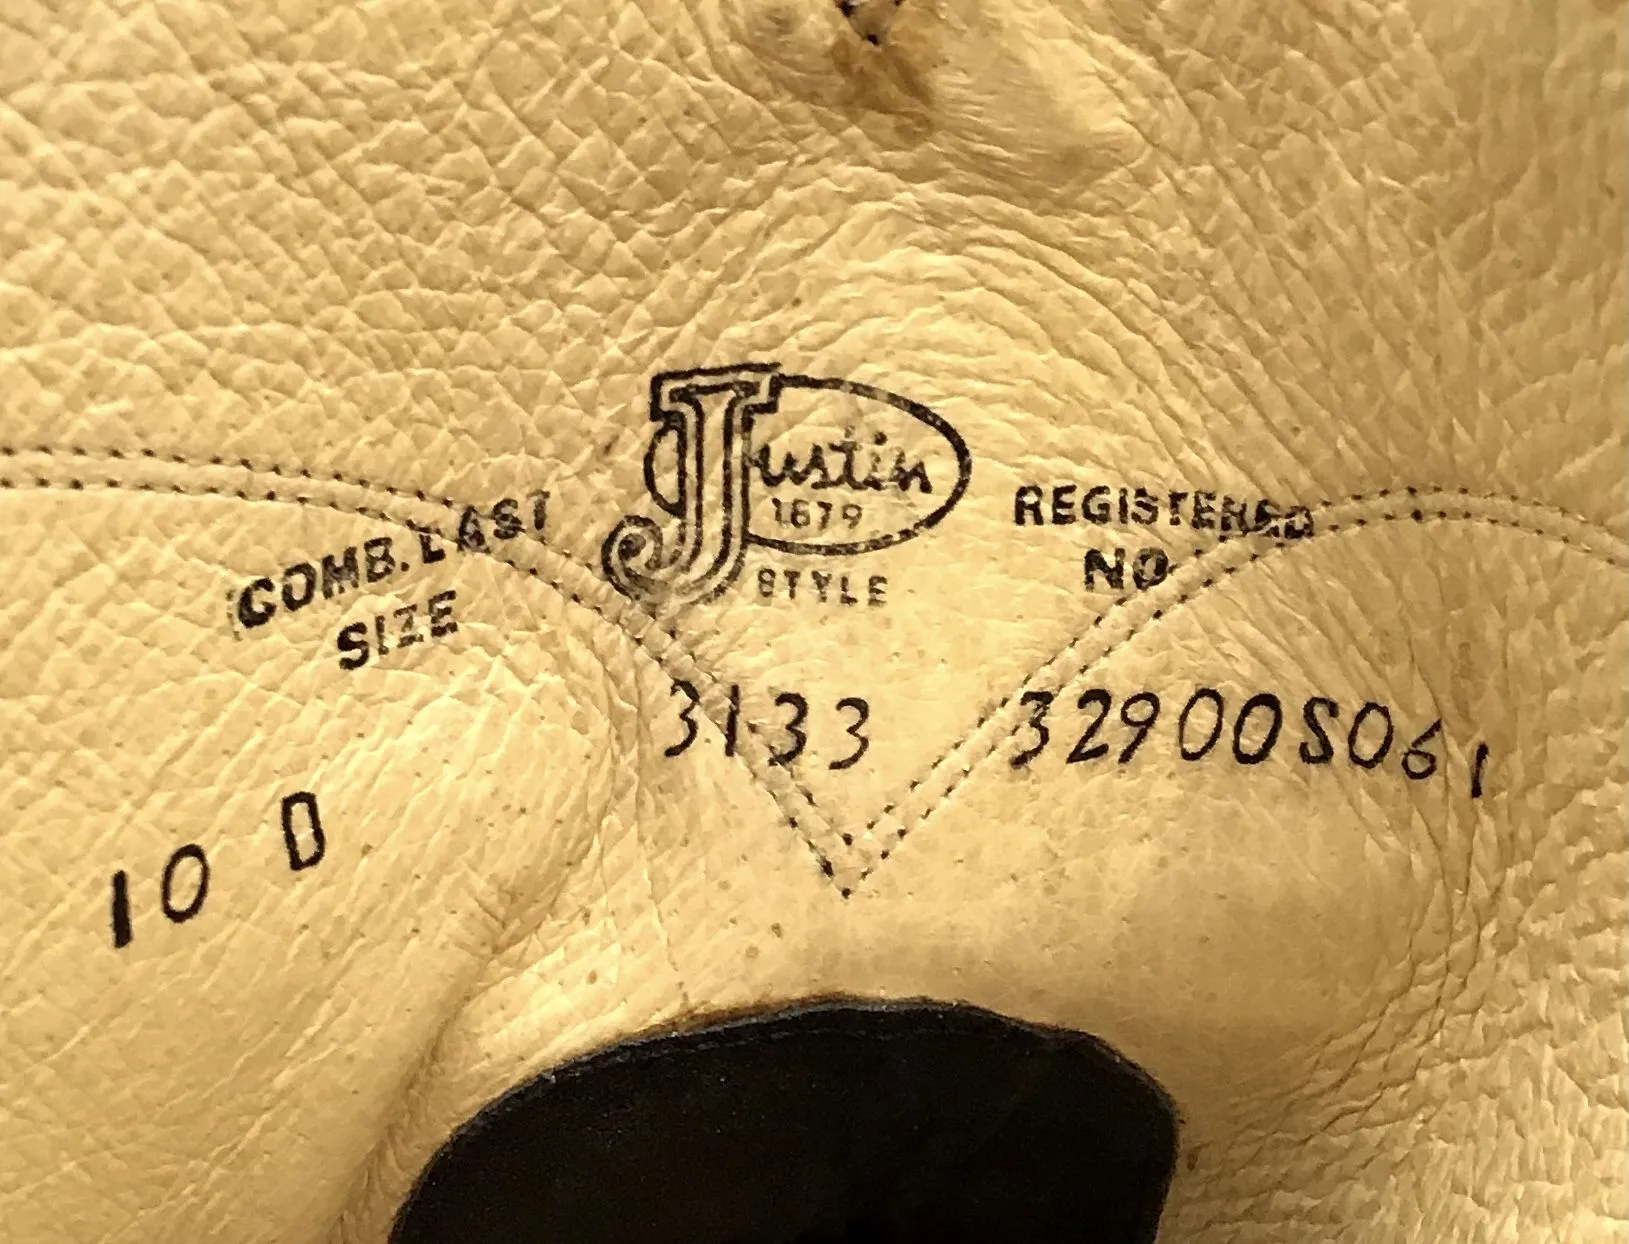 Justin
1879
STYLE
COMB. LAST
SIZE
REGISTERED
NO
3133
32900S061
10 D